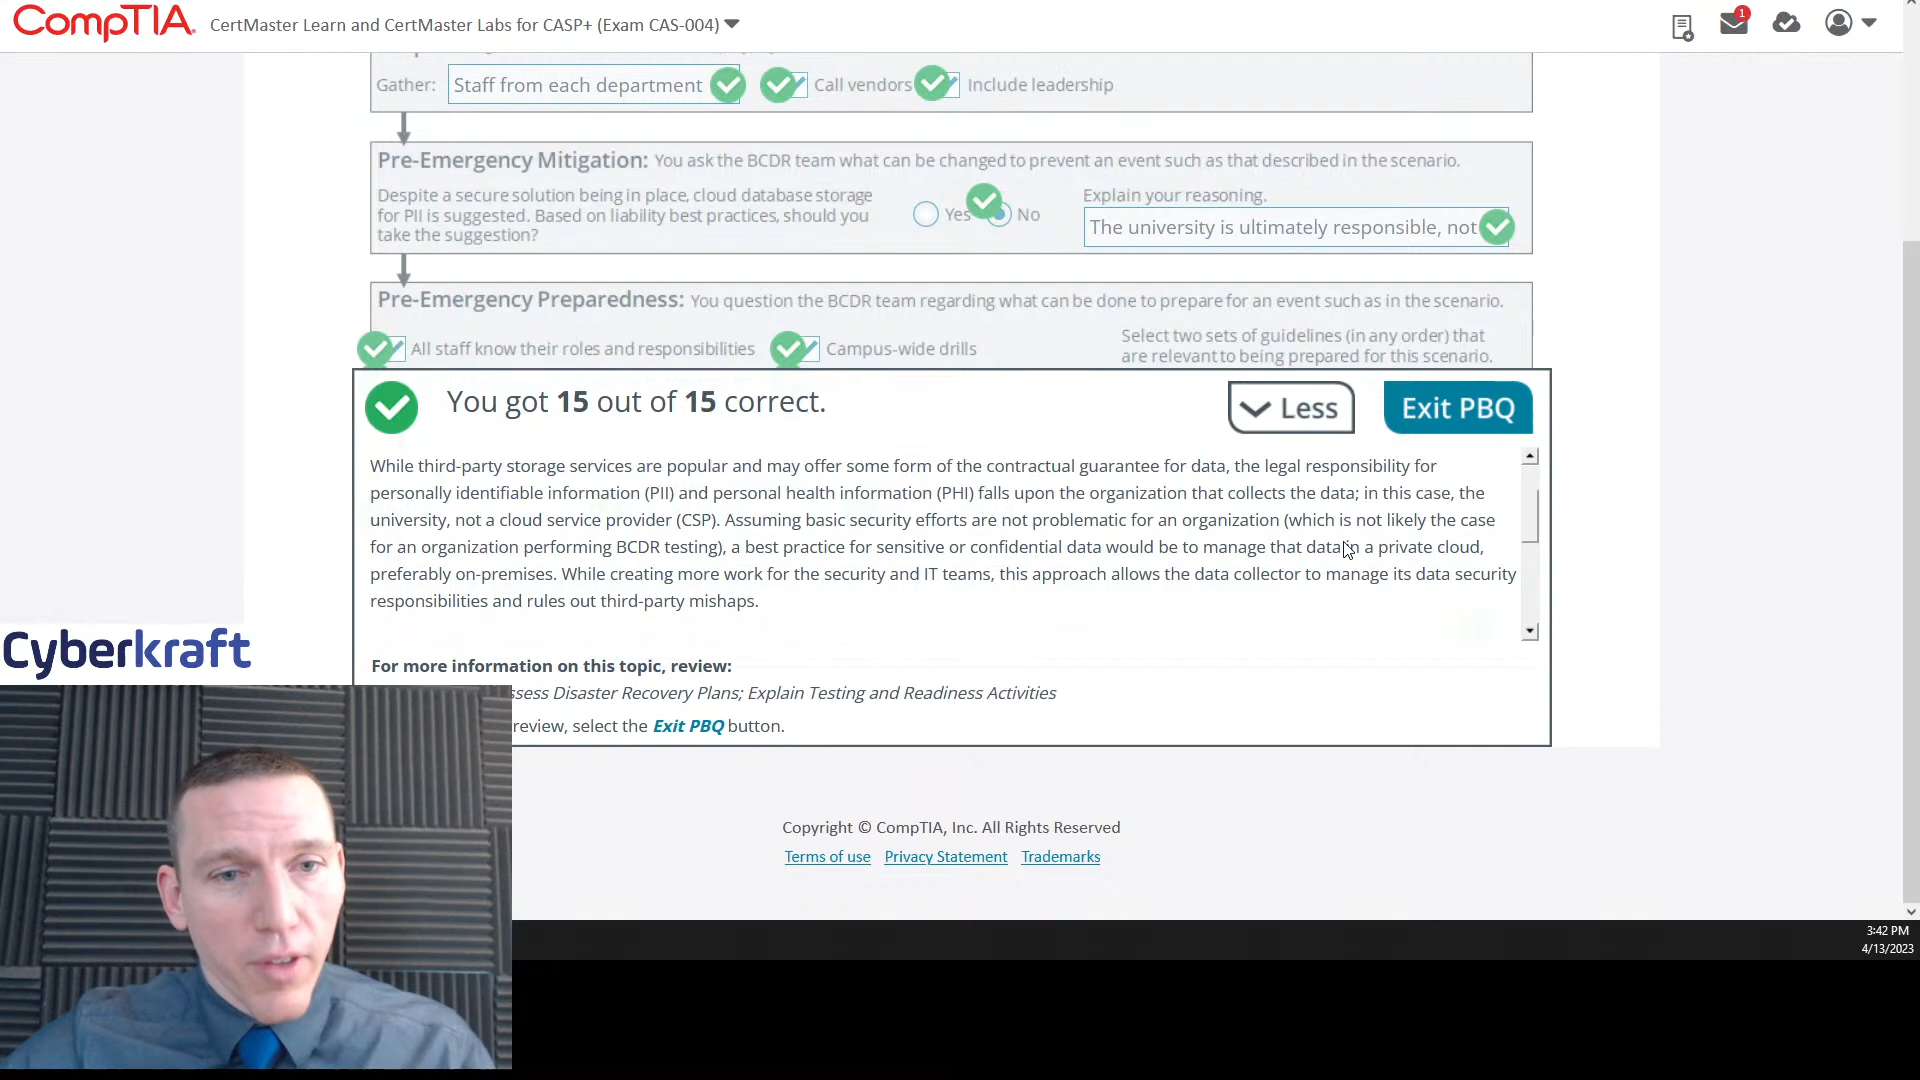 CompTIA.
CertMaster Learn and CertMaster Labs for CASP+ (Exam CAS-004)
1
Gather: Staff from each department Call vendors Include leadership
Pre-Emergency Mitigation: You ask the BCDR team what can be changed to prevent an event such as that described in the scenario.
Despite a secure solution being in place, cloud database storage
for PII is suggested. Based on liability best practices, should you
take the suggestion?
Yes No
Explain your reasoning.
The university is ultimately responsible, not
Pre-Emergency Preparedness: You question the BCDR team regarding what can be done to prepare for an event such as in the scenario.
All staff know their roles and responsibilities Campus-wide drills
Select two sets of guidelines (in any order) that
are relevant to being prepared for this scenario.
You got 15 out of 15 correct.
Less
Exit PBQ
While third-party storage services are popular and may offer some form of the contractual guarantee for data, the legal responsibility for
personally identifiable information (PII) and personal health information (PHI) falls upon the organization that collects the data; in this case, the
university, not a cloud service provider (CSP). Assuming basic security efforts are not problematic for an organization (which is not likely the case
for an organization performing BCDR testing), a best practice for sensitive or confidential data would be to manage that data in a private cloud,
preferably on-premises. While creating more work for the security and IT teams, this approach allows the data collector to manage its data security
responsibilities and rules out third-party mishaps.
For more information on this topic, review:
ssess Disaster Recovery Plans; Explain Testing and Readiness Activities
review, select the Exit PBQ button.
Cyberkraft
Copyright © CompTIA, Inc. All Rights Reserved
Terms of use Privacy Statement Trademarks
3:42 PM
4/13/2023